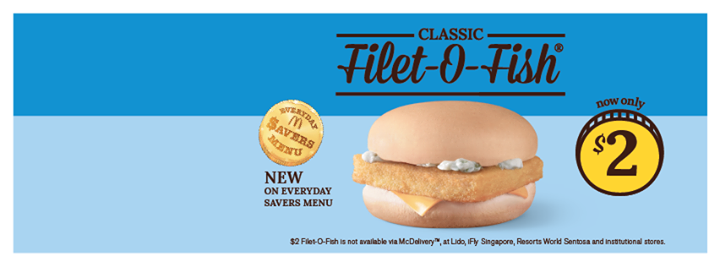 CLASSIC
Filet-O-Fish®
now only
$2
EVERYDAY
$AVERS
MENU
NEW
ON EVERYDAY
SAVERS MENU
$2 Filet-O-Fish is not available via McDelivery™, at Lido, iFly Singapore, Resorts World Sentosa and institutional stores.